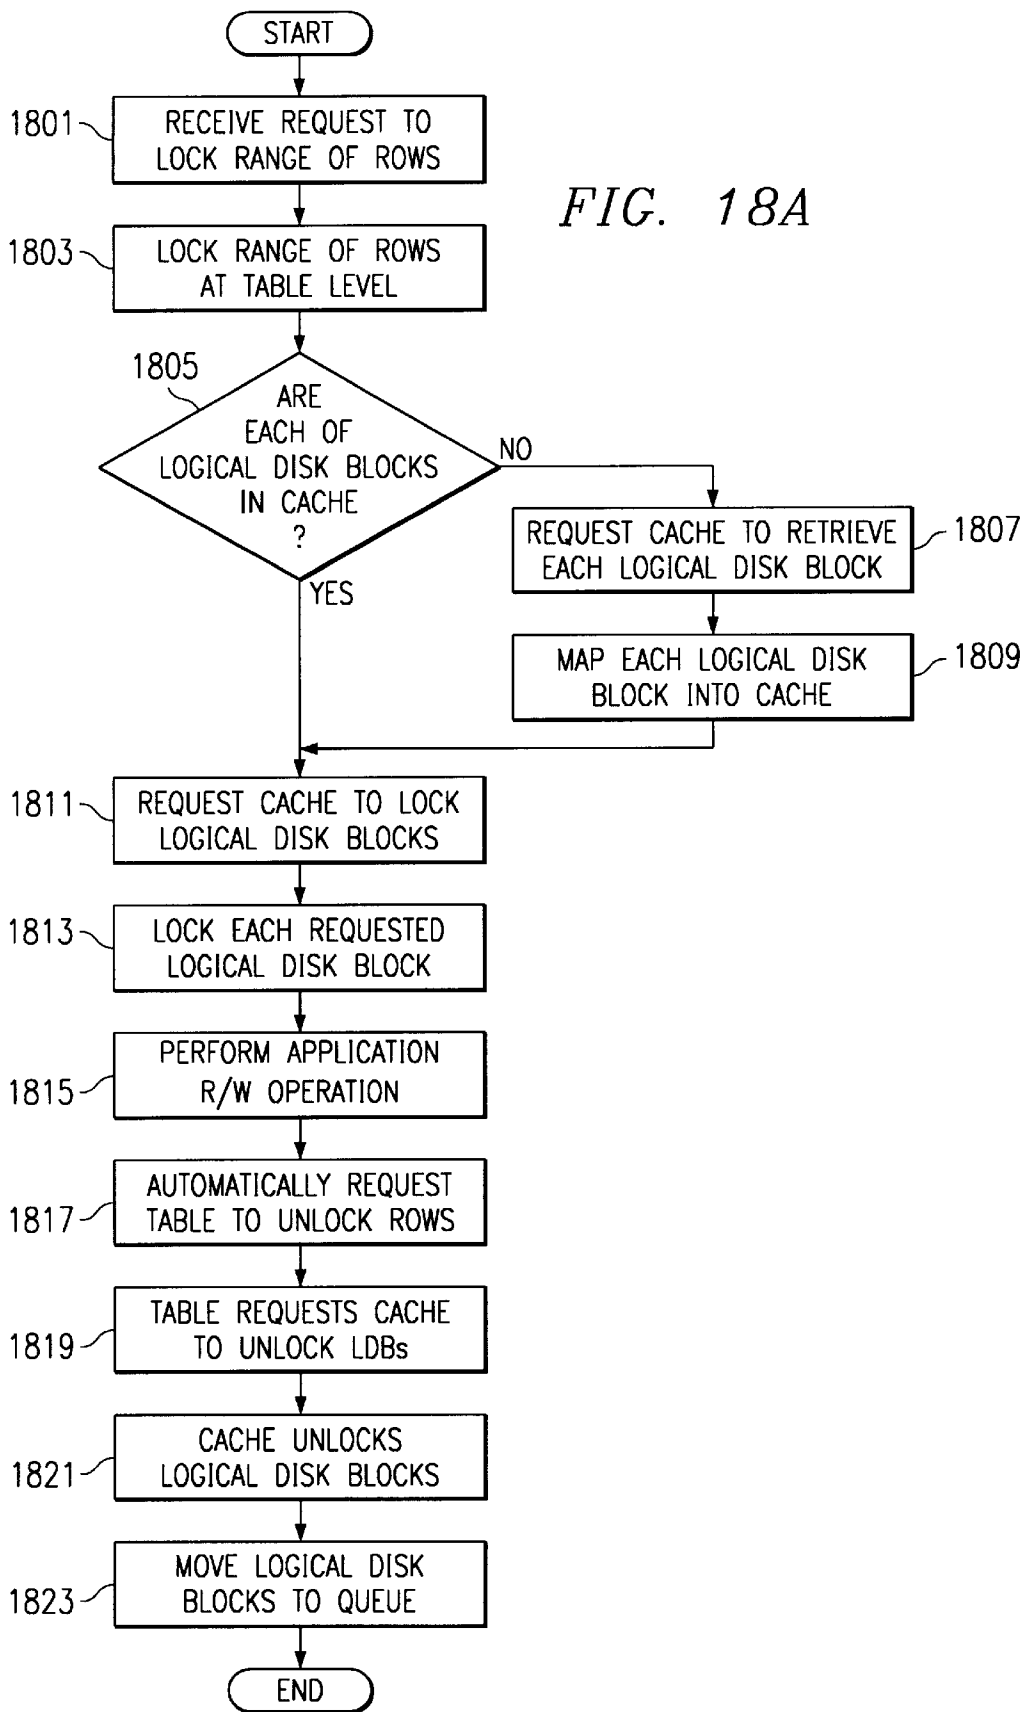 START
1801
RECEIVE REQUEST TO
LOCK RANGE OF ROWS
FIG. 18A
1803
LOCK RANGE OF ROWS
AT TABLE LEVEL
1805
ARE
EACH OF
LOGICAL DISK BLOCKS
IN CACHE
?
NO
YES
REQUEST CACHE TO RETRIEVE
EACH LOGICAL DISK BLOCK
1807
MAP EACH LOGICAL DISK
BLOCK INTO CACHE
1809
1811
REQUEST CACHE TO LOCK
LOGICAL DISK BLOCKS
1813
LOCK EACH REQUESTED
LOGICAL DISK BLOCK
1815
PERFORM APPLICATION
R/W OPERATION
1817
AUTOMATICALLY REQUEST
TABLE TO UNLOCK ROWS
1819
TABLE REQUESTS CACHE
TO UNLOCK LDBs
1821
CACHE UNLOCKS
LOGICAL DISK BLOCKS
1823
MOVE LOGICAL DISK
BLOCKS TO QUEUE
END